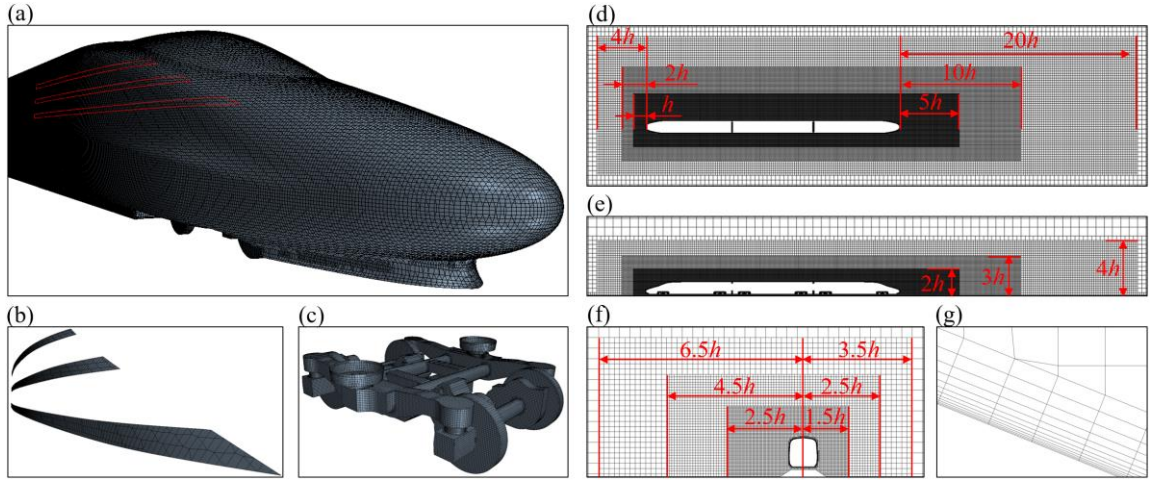 (a)
(b)
(c)
(d)
4h
20h
2h
10h
h
5h
(e)
2h
3h
4h
(f)
6.5h
3.5h
4.5h
2.5h
2.5h
1.5h
(g)